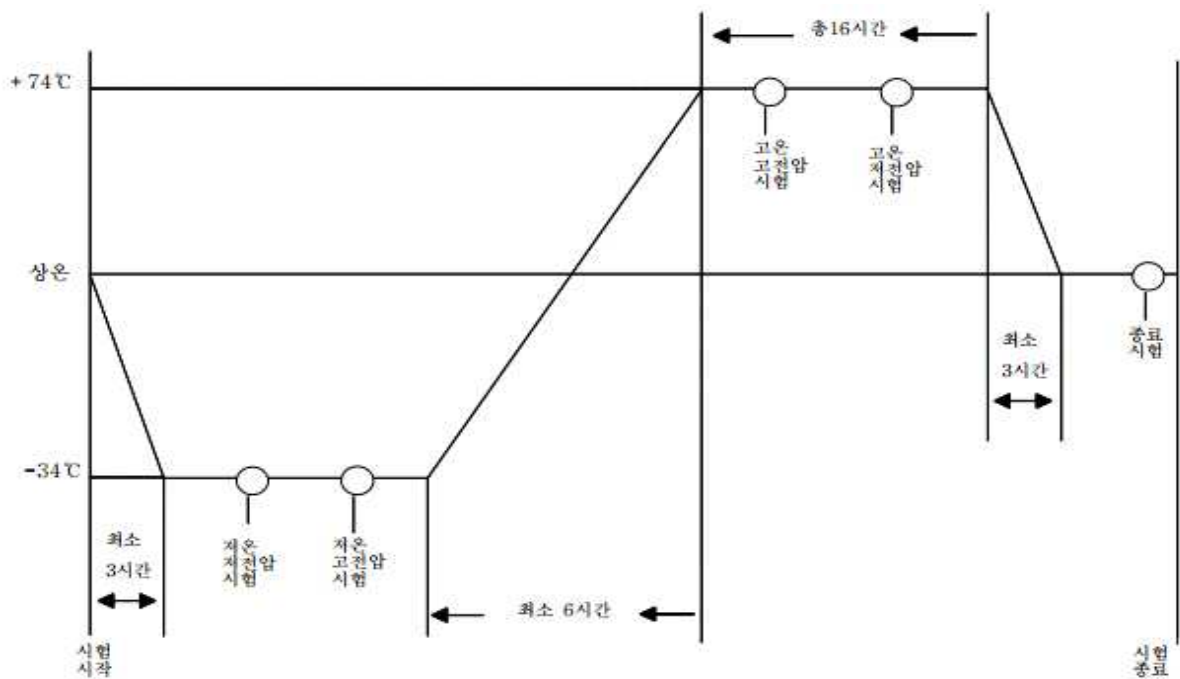 총16시간
+ 74℃
고온
고전압
시험
고온
저전압
시험
상온
종료
시험
최소
3시간
-34℃
최소
3시간
저온
저전압
시험
저온
고전압
시험
최소 6시간
시험
시작
시험
종료